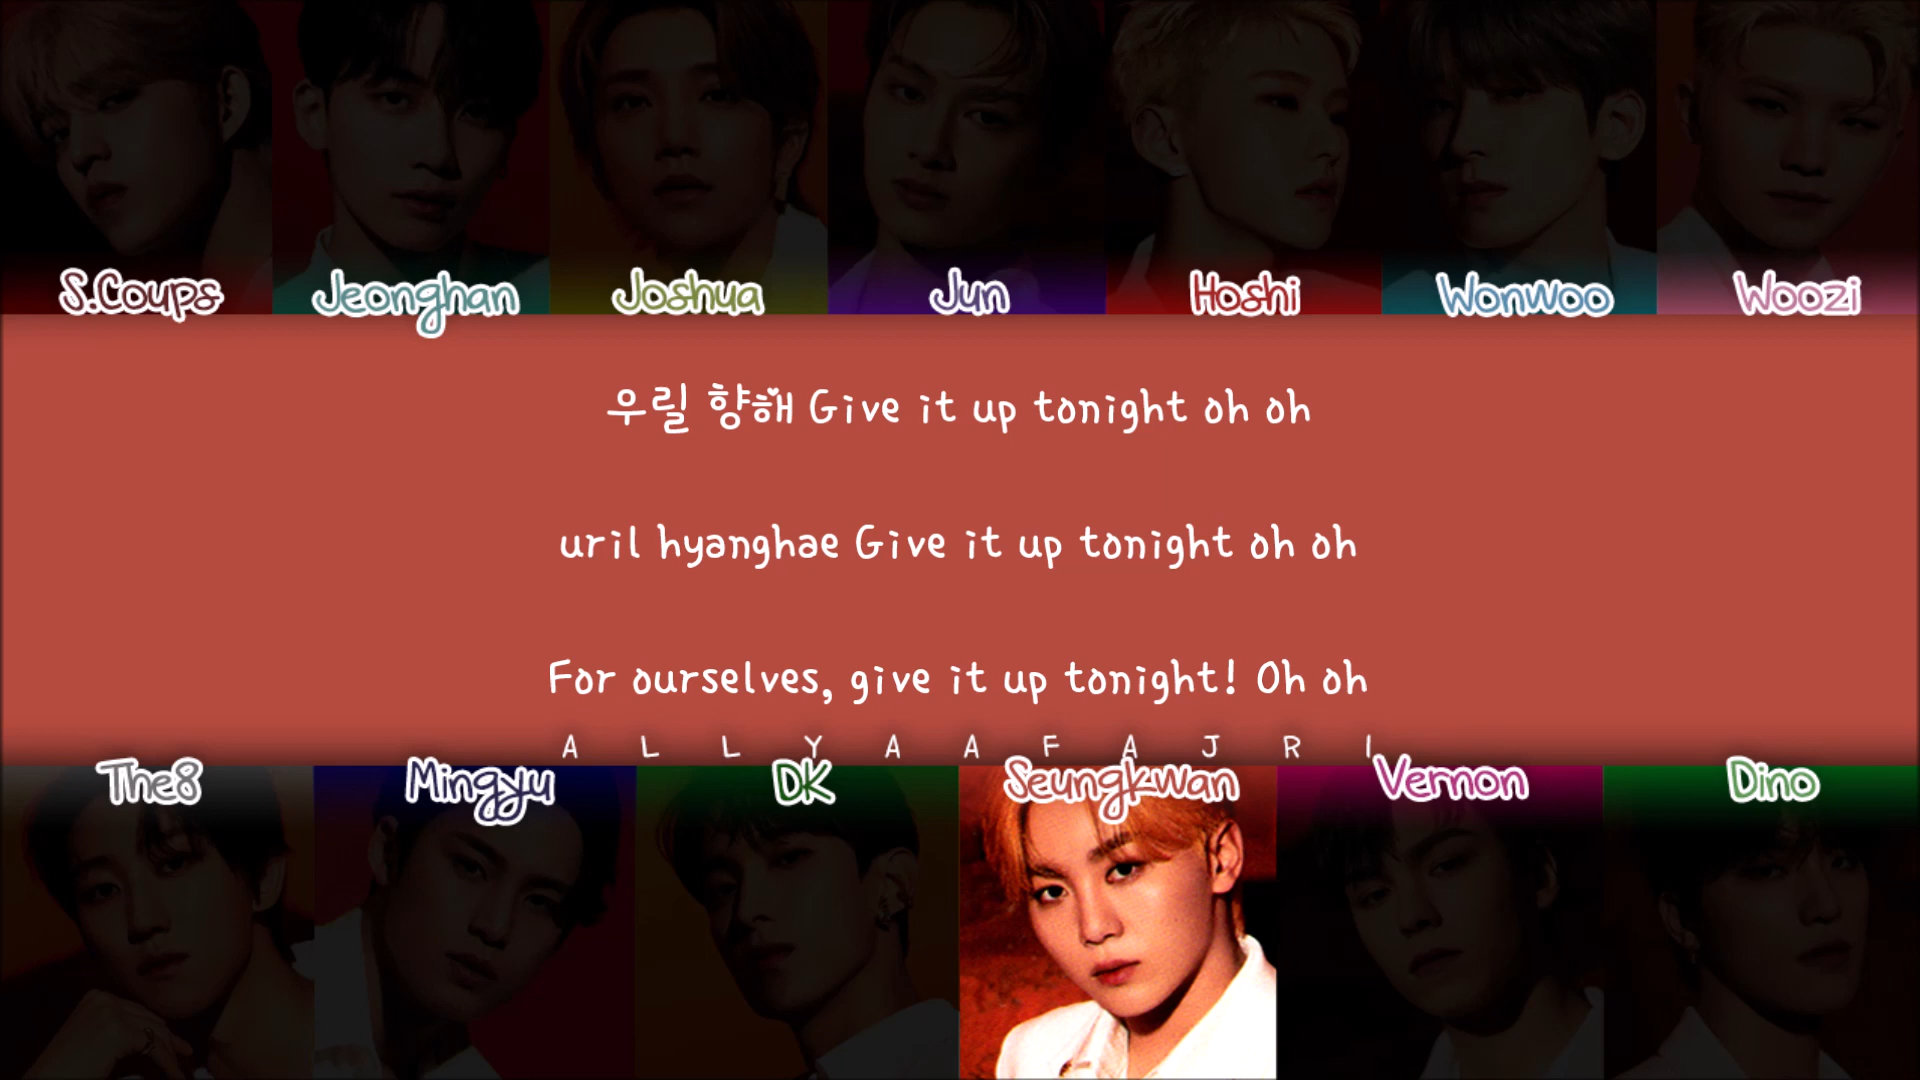 S.Coups Jeonghan Joshua Jun Hoshi Wonwoo Woozi
우릴 향해 Give it up tonight oh oh
uril hyanghae Give it up tonight oh oh
For ourselves, give it up tonight! Oh oh
A L L Y A A F A J R I
The8 Mingyu DK Seungkwan Vernon Dino